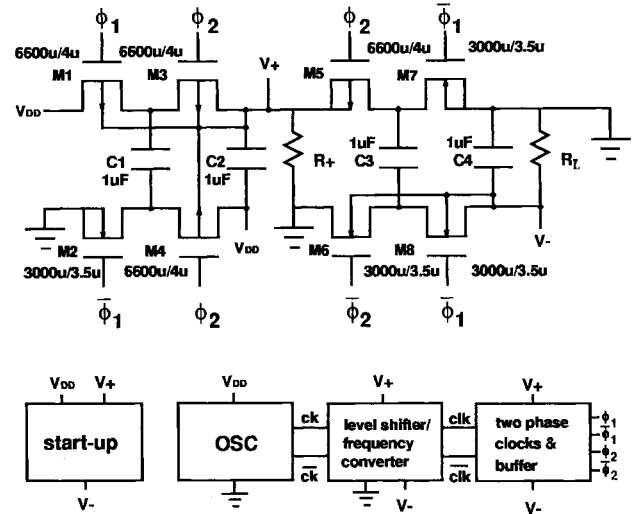 ϕ1 ϕ2 ϕ2 ϕ̅1
6600u/4u 6600u/4u 6600u/4u 3000u/3.5u
M1 M3 V+ M5 M7
VDD
C1 1uF
C2 1uF
R+
1uF C3
1uF C4
RL
M2 M4 VDD M6 M8 V-
3000u/3.5u 6600u/4u 3000u/3.5u 3000u/3.5u
ϕ̅1 ϕ2 ϕ̅2 ϕ̅1
VDD V+
start-up
V-
VDD
OSC
ck
c̅k̅
V+
level shifter/
frequency
converter
V-
clk
c̅l̅k̅
V+
two phase
clocks &
buffer
V-
ϕ1
ϕ̅1
ϕ2
ϕ̅2